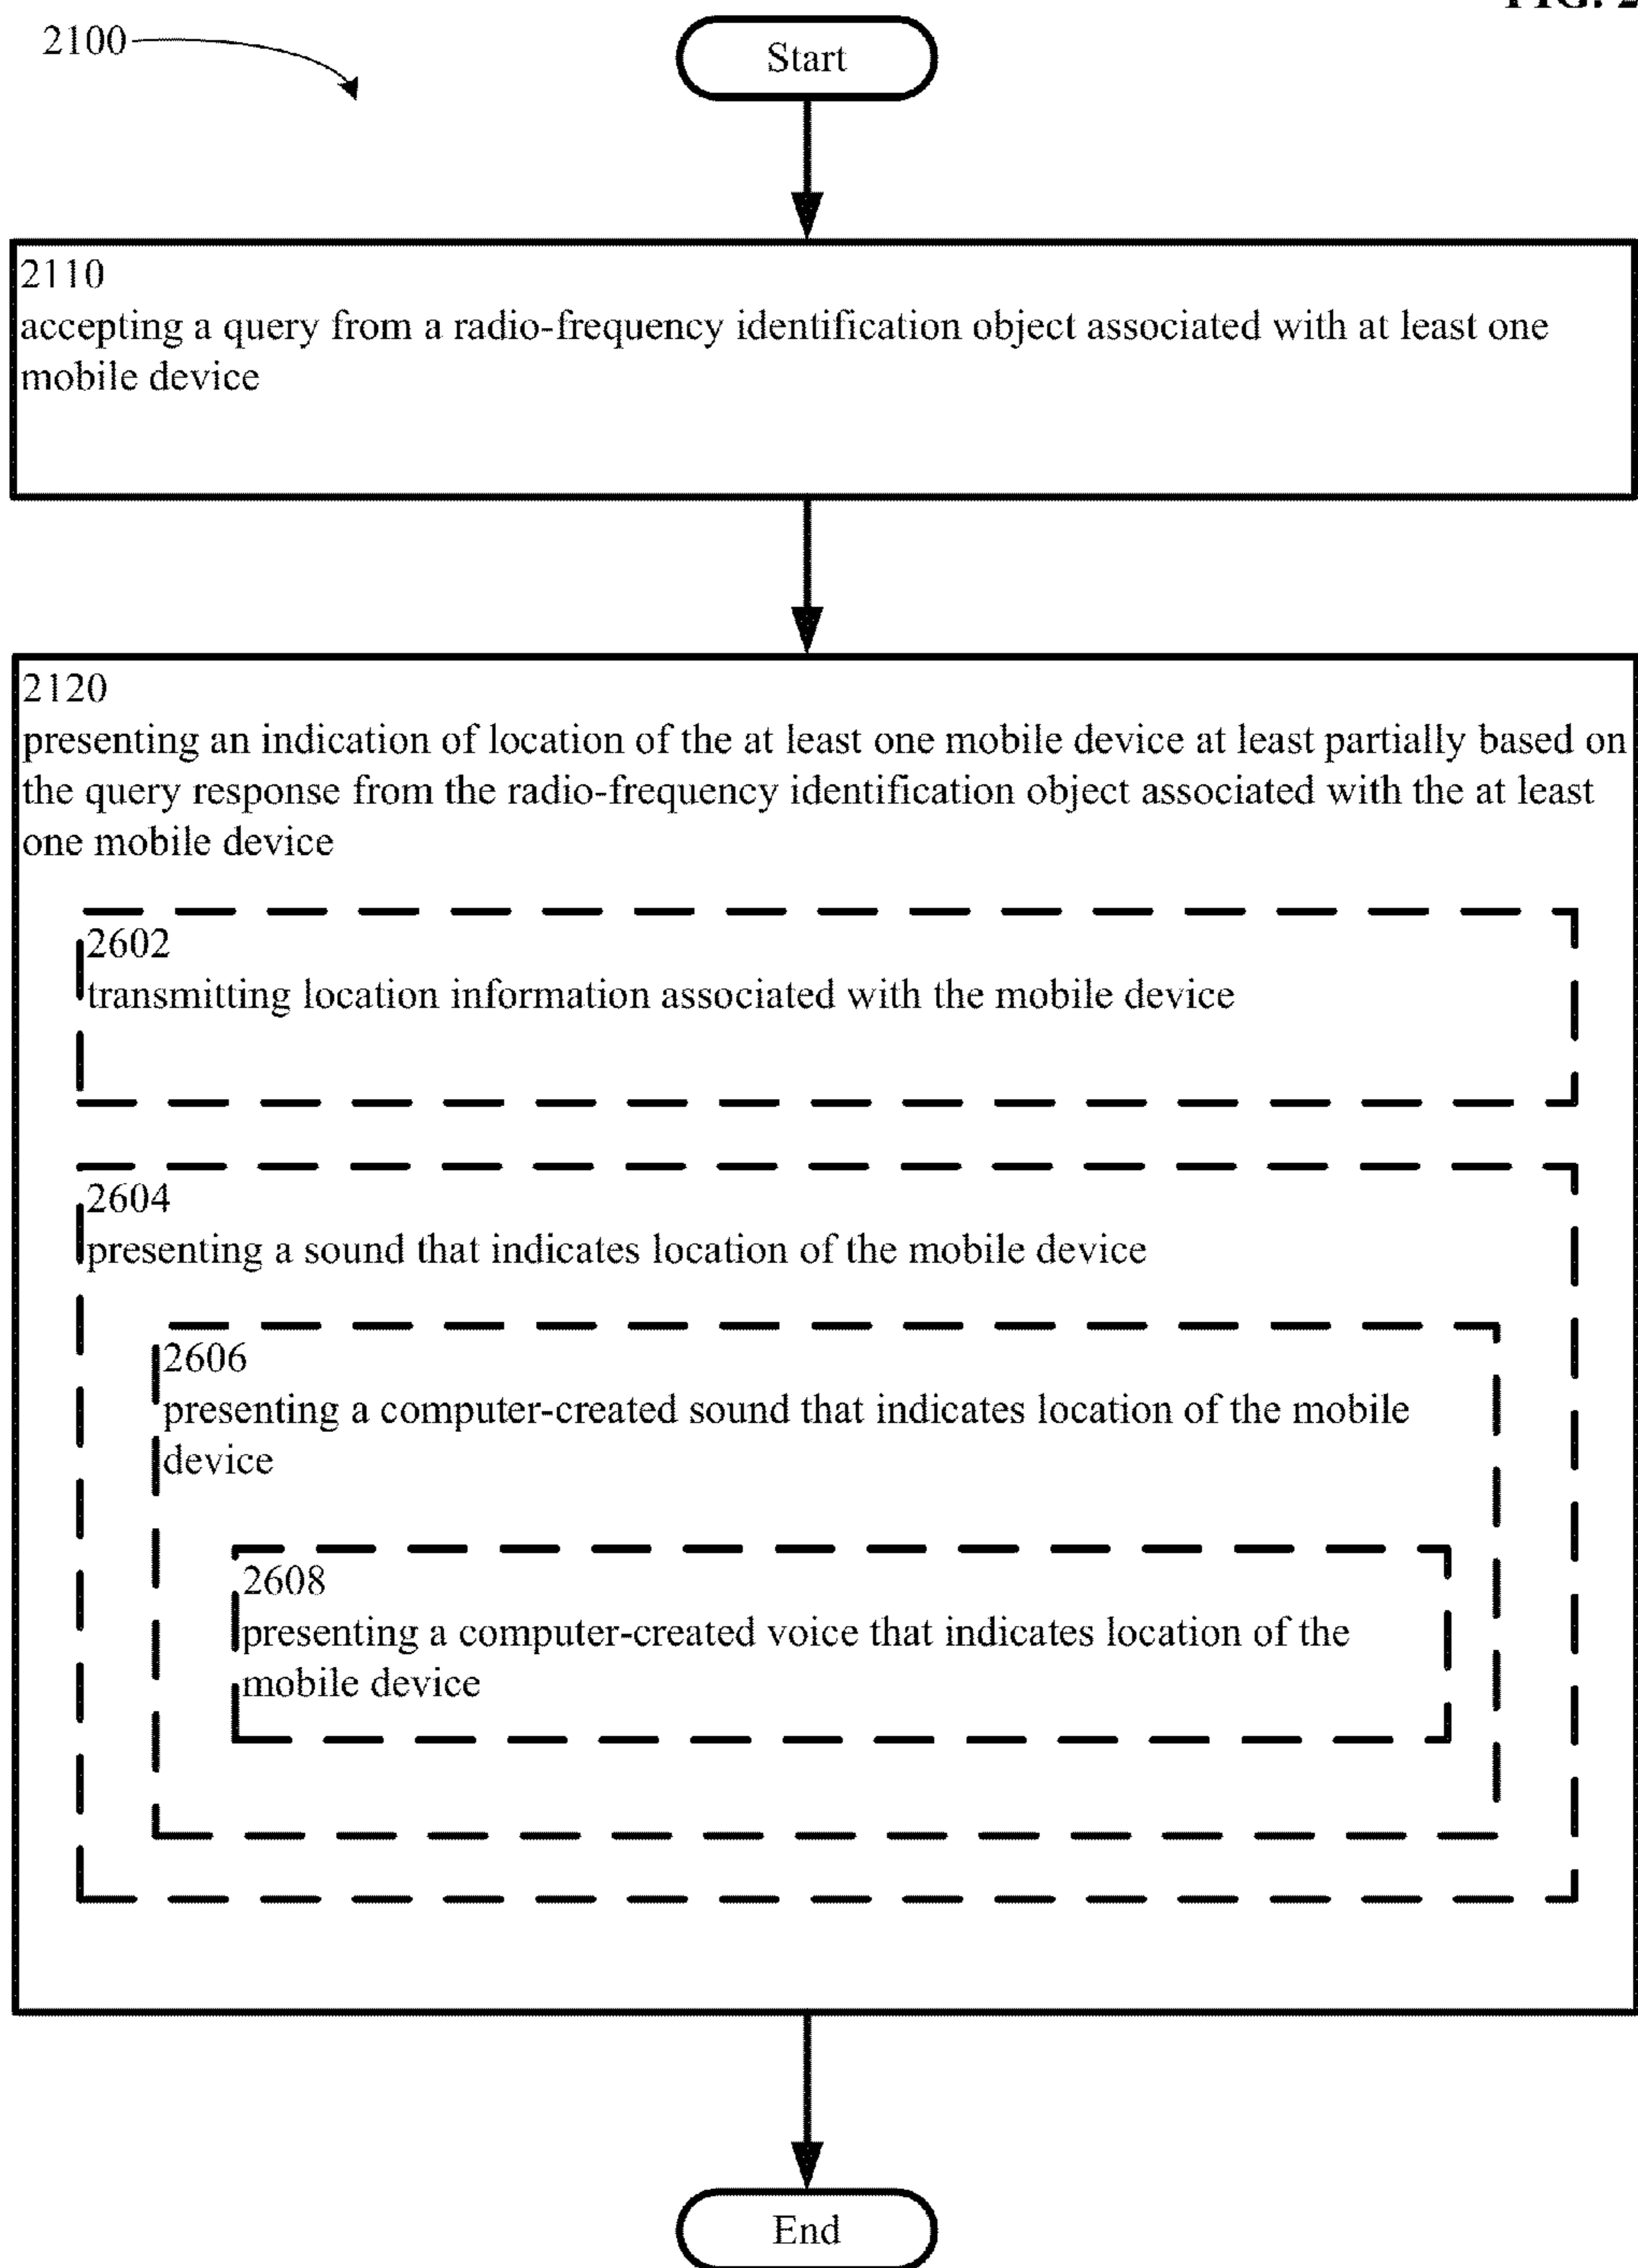 2100
Start
2110
accepting a query from a radio-frequency identification object associated with at least one
mobile device
2120
presenting an indication of location of the at least one mobile device at least partially based on
the query response from the radio-frequency identification object associated with the at least
one mobile device
2602
transmitting location information associated with the mobile device
2604
presenting a sound that indicates location of the mobile device
2606
presenting a computer-created sound that indicates location of the mobile
device
2608
presenting a computer-created voice that indicates location of the
mobile device
End